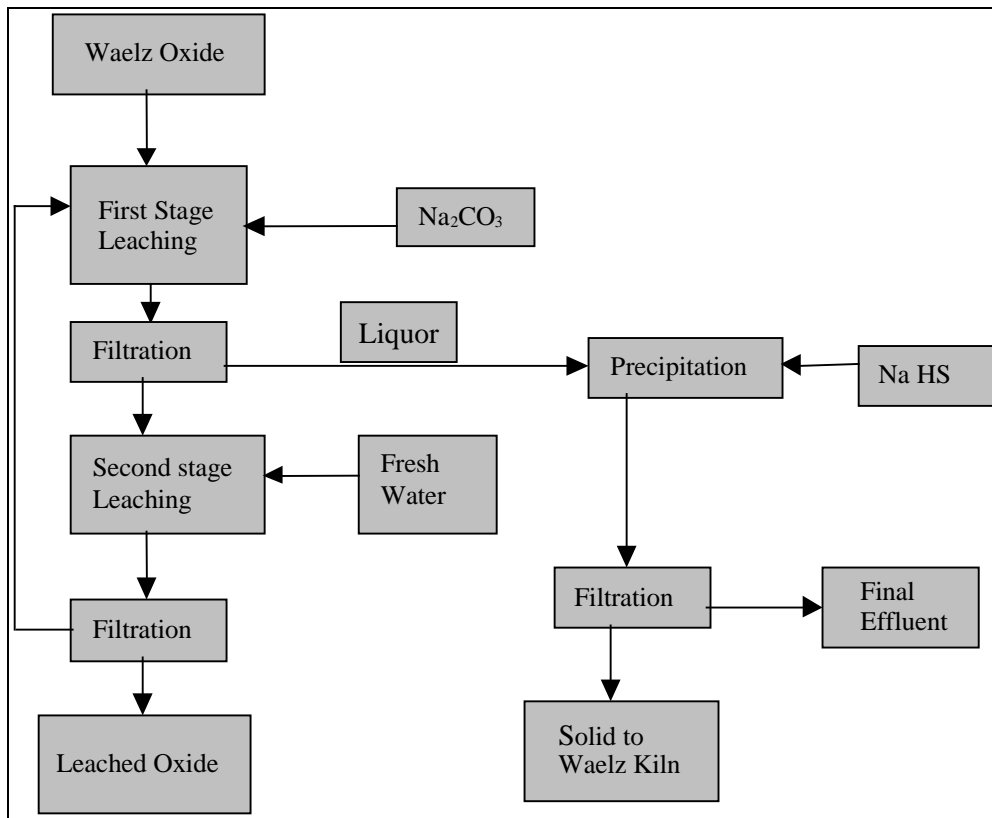 Waelz Oxide
First Stage
Leaching
Na₂CO₃
Filtration
Liquor
Precipitation
Na HS
Second stage
Leaching
Fresh
Water
Filtration
Filtration
Final
Effluent
Leached Oxide
Solid to
Waelz Kiln